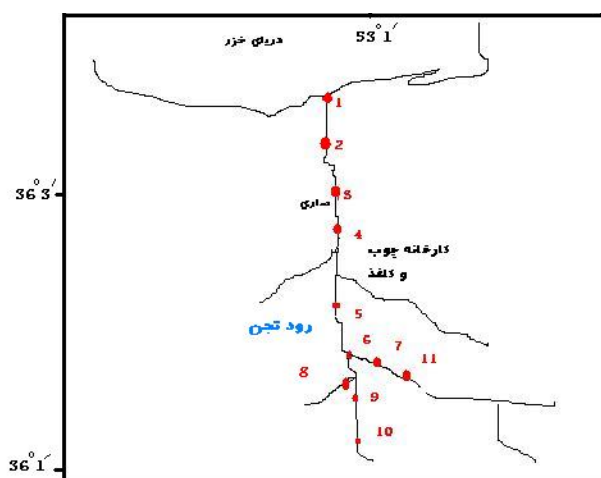 دریای خزر
53°1′
1
2
36°3′
3
ساری
4
کارخانه چوب
و کاغذ
5
رود تجن
6
7
11
8
9
10
36°1′